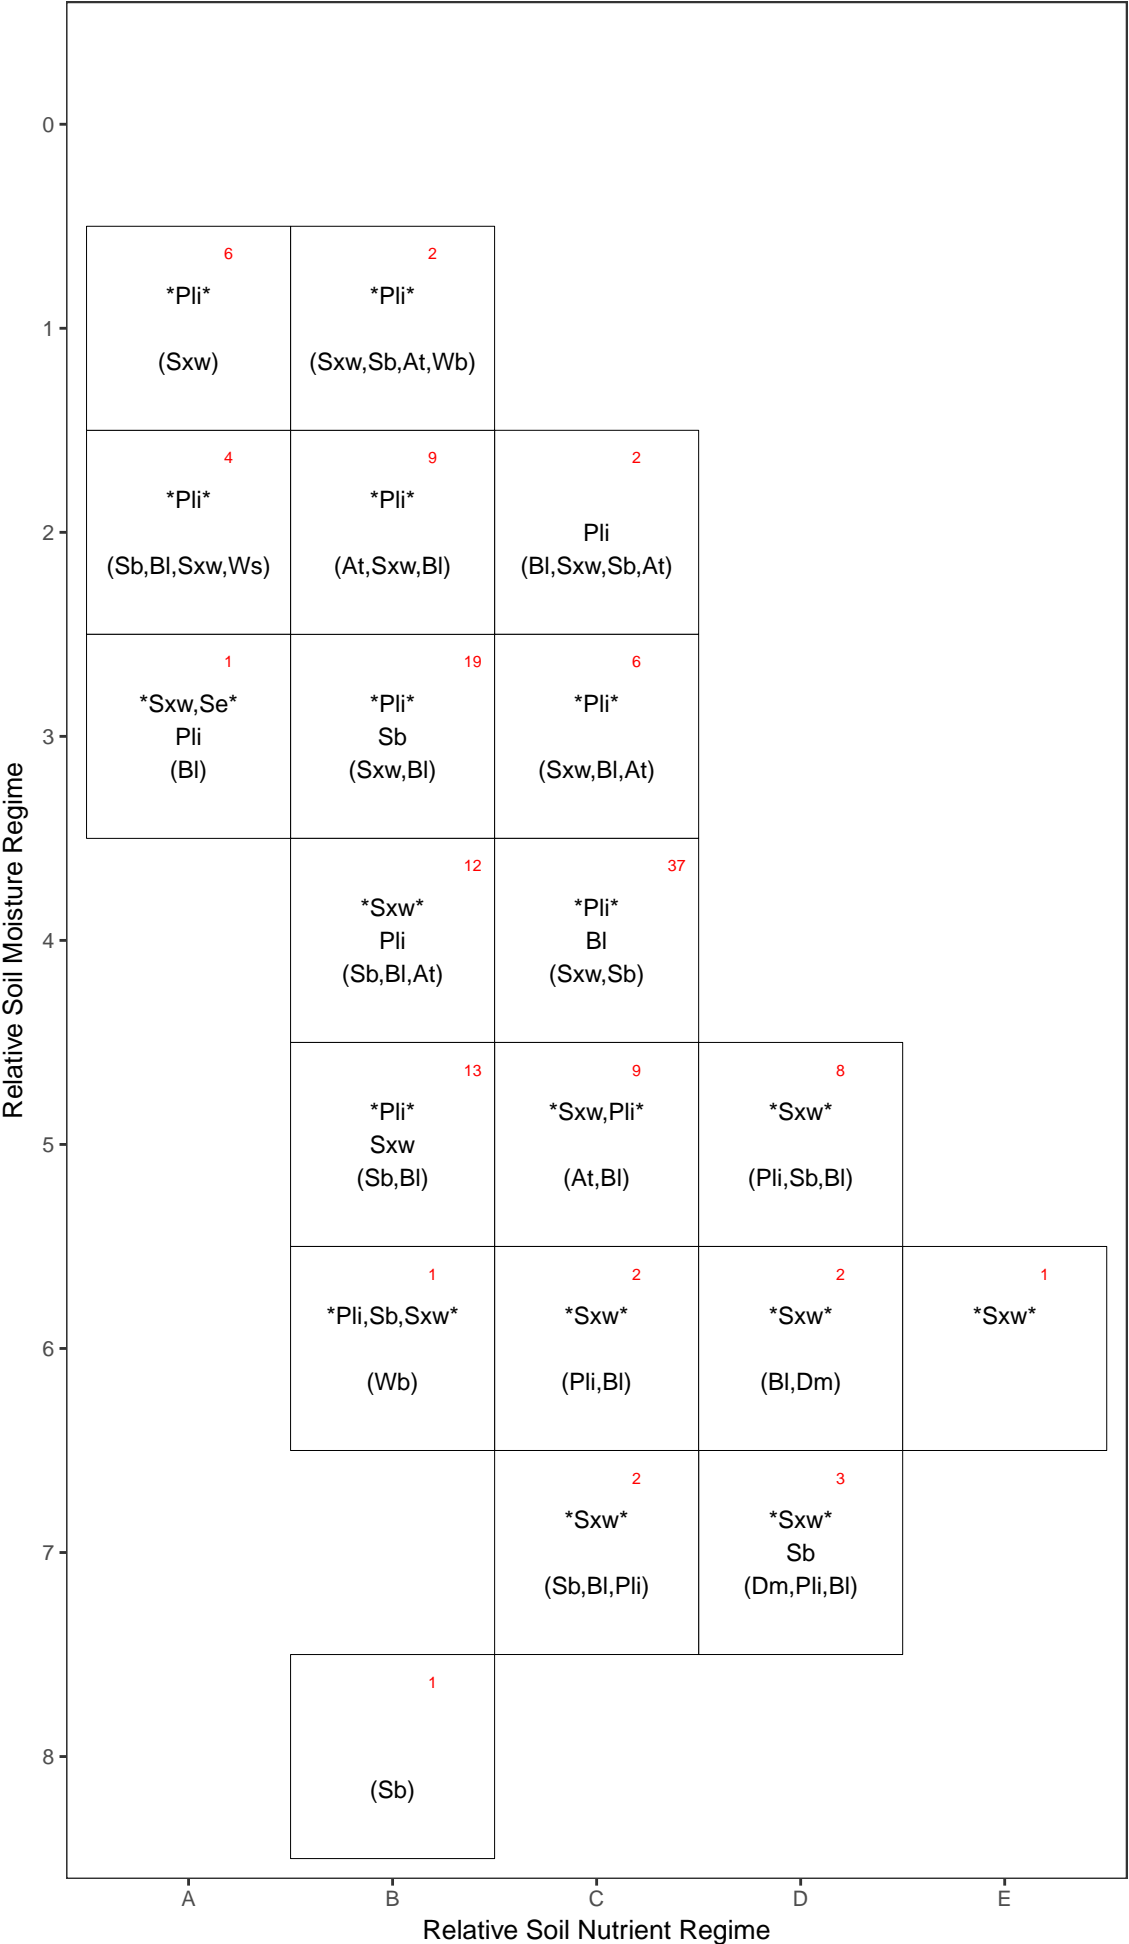 0
6
2
*Pli*
*Pli*
1
(Sxw)
(Sxw,Sb,At,Wb)
4
9
2
*Pli*
*Pli*
2
Pli
(Sb,Bl,Sxw,Ws)
(At,Sxw,Bl)
(Bl,Sxw,Sb,At)
1
19
6
*Sxw,Se*
*Pli*
*Pli*
3
Pli
Sb
(Bl)
(Sxw,Bl)
(Sxw,Bl,At)
12
37
*Sxw*
*Pli*
4
Pli
Bl
(Sb,Bl,At)
(Sxw,Sb)
13
9
8
*Pli*
*Sxw,Pli*
*Sxw*
5
Sxw
(Sb,Bl)
(At,Bl)
(Pli,Sb,Bl)
1
2
2
1
*Pli,Sb,Sxw*
*Sxw*
*Sxw*
*Sxw*
6
(Wb)
(Pli,Bl)
(Bl,Dm)
2
3
*Sxw*
*Sxw*
7
Sb
(Sb,Bl,Pli)
(Dm,Pli,Bl)
1
8
(Sb)
A
B
C
D
E
Relative Soil Nutrient Regime
Relative Soil Moisture Regime